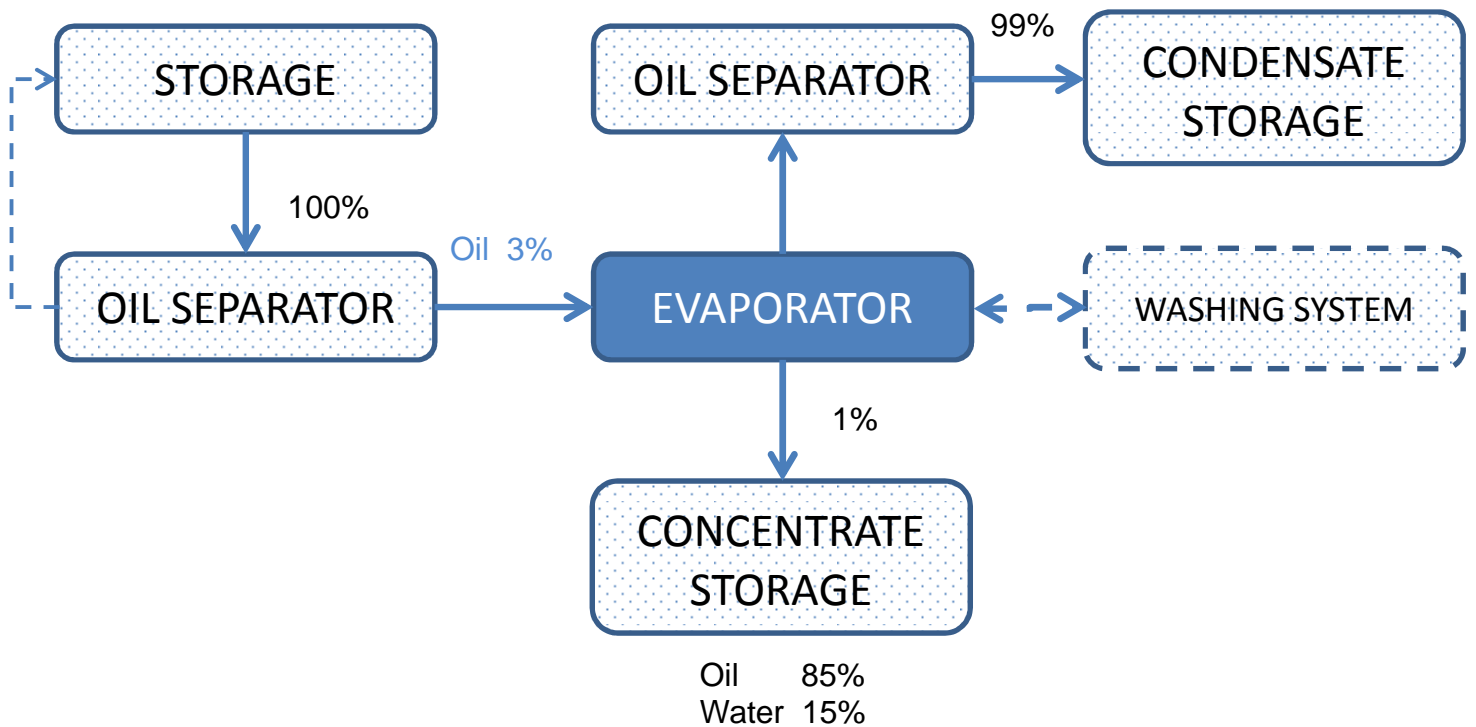 99%
STORAGE
OIL SEPARATOR
CONDENSATE
STORAGE
100%
Oil 3%
OIL SEPARATOR
EVAPORATOR
WASHING SYSTEM
1%
CONCENTRATE
STORAGE
Oil 85%
Water 15%